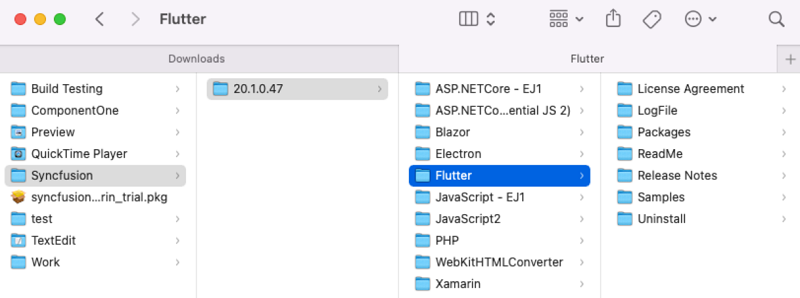 Flutter
Downloads
Flutter
Build Testing
ComponentOne
Preview
QuickTime Player
Syncfusion
syncfusion...rin_trial.pkg
test
TextEdit
Work
20.1.0.47
ASP.NETCore - EJ1
ASP.NETCo...ential JS 2)
Blazor
Electron
Flutter
JavaScript - EJ1
JavaScript2
PHP
WebKitHTMLConverter
Xamarin
License Agreement
LogFile
Packages
ReadMe
Release Notes
Samples
Uninstall